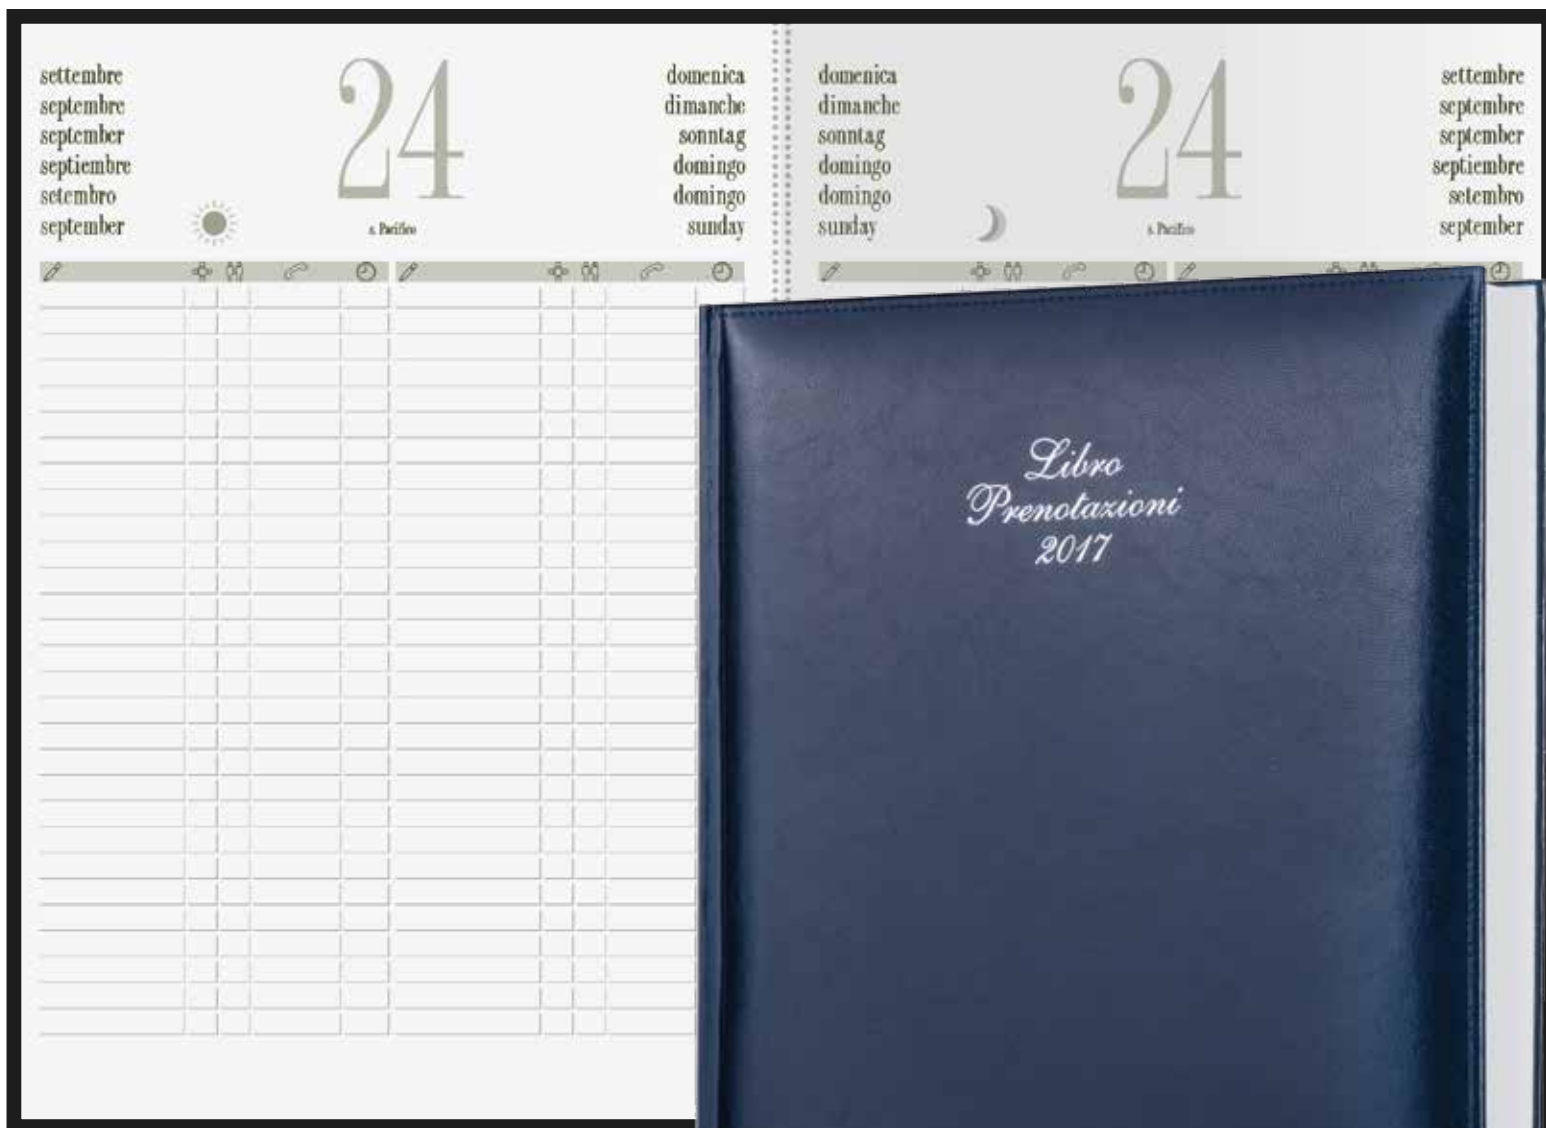 settembre
septembre
september
septiembre
setembro
september
24
s. Pacifico
domenica
dimanche
sonntag
domingo
domingo
sunday
domenica
dimanche
sonntag
domingo
domingo
sunday
24
s. Pacifico
settembre
septembre
september
septiembre
setembro
september
Libro
Prenotazioni
2017